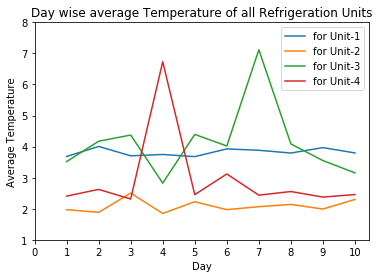 Day wise average Temperature of all Refrigeration Units
for Unit-1
for Unit-2
for Unit-3
for Unit-4
Average Temperature
8
7
6
5
4
3
2
1
0 1 2 3 4 5 6 7 8 9 10
Day